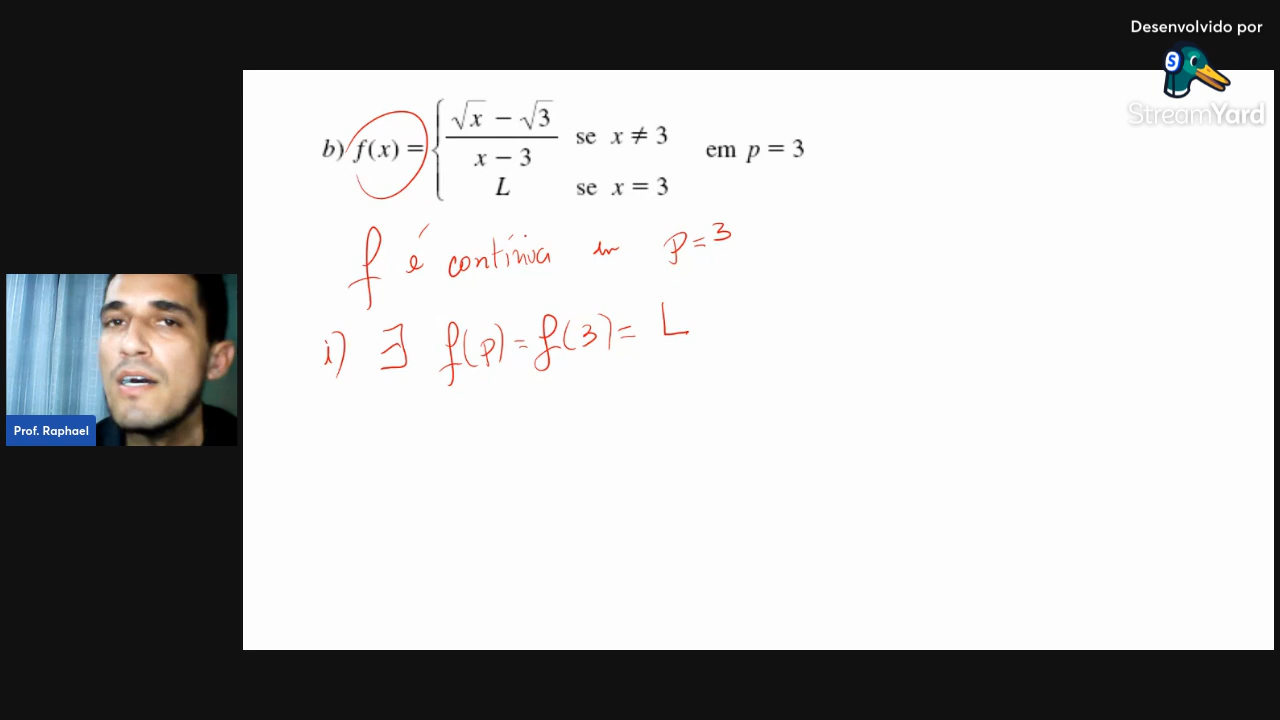 Desenvolvido por
S
StreamYard
b) f(x) = { (√x − √3)/(x − 3) se x ≠ 3 em p = 3
L se x = 3
f é contínua em p = 3
i) ∃ f(p) = f(3) = L
Prof. Raphael